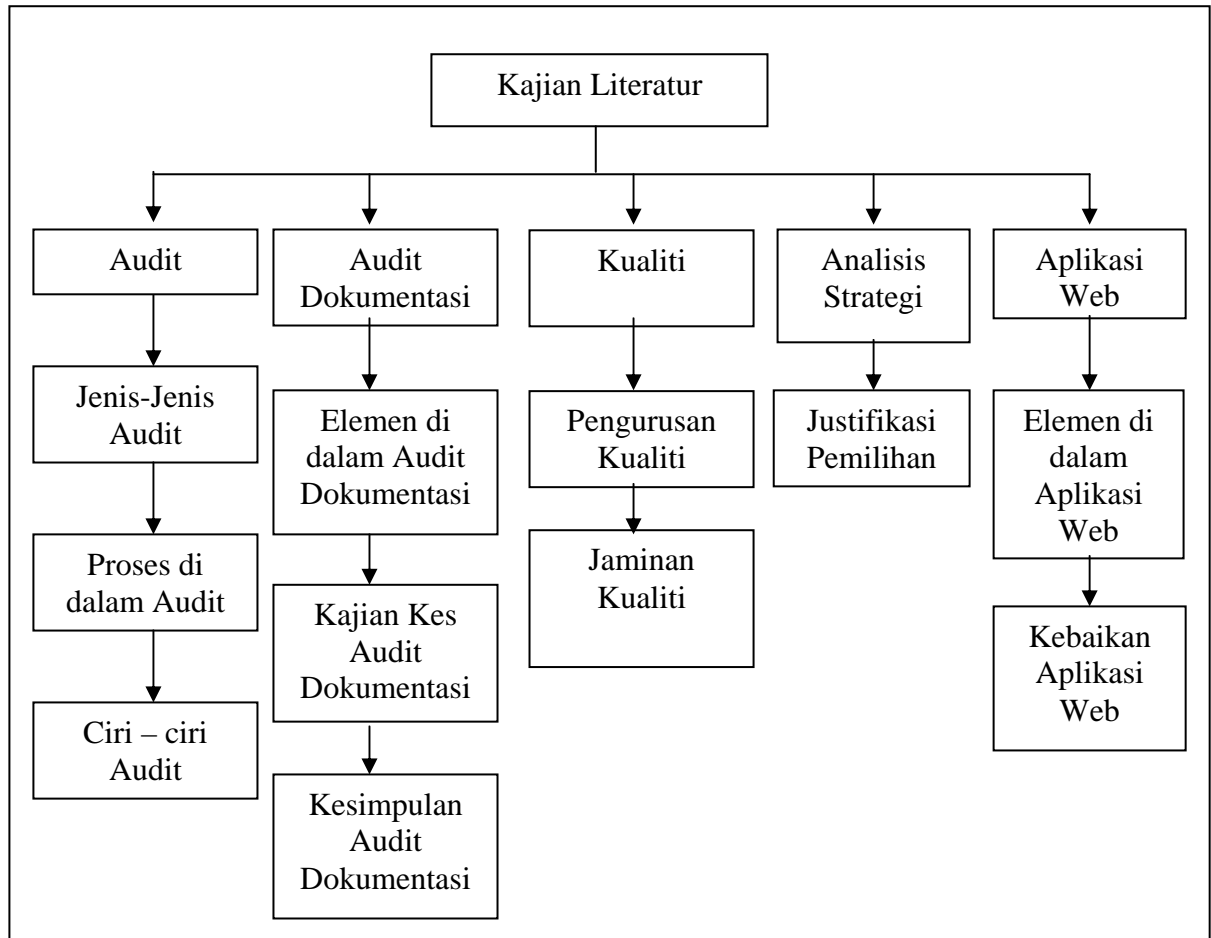 Kajian Literatur
Audit
Jenis-Jenis
Audit
Proses di
dalam Audit
Ciri – ciri
Audit
Audit
Dokumentasi
Elemen di
dalam Audit
Dokumentasi
Kajian Kes
Audit
Dokumentasi
Kesimpulan
Audit
Dokumentasi
Kualiti
Pengurusan
Kualiti
Jaminan
Kualiti
Analisis
Strategi
Justifikasi
Pemilihan
Aplikasi
Web
Elemen di
dalam
Aplikasi
Web
Kebaikan
Aplikasi
Web